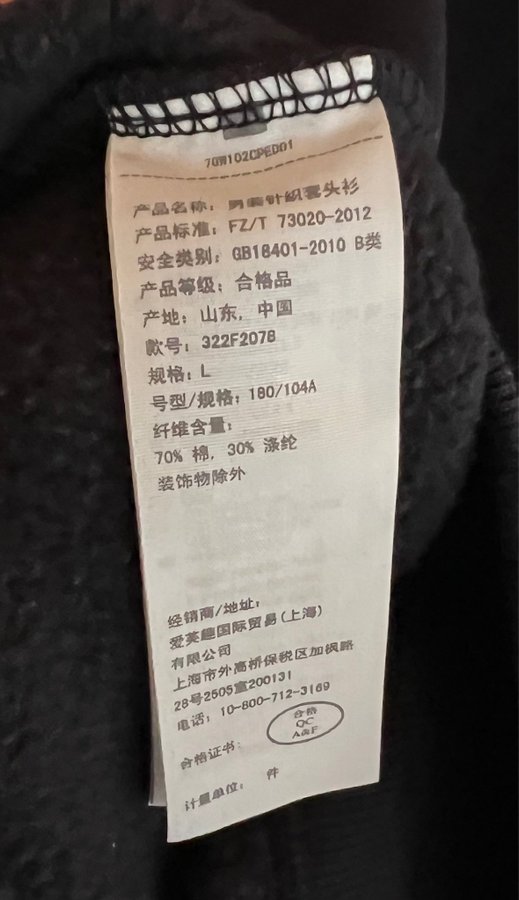 70W102CPED01
产品名称：男装针织套头衫
产品标准：FZ/T 73020-2012
安全类别：GB18401-2010 B类
产品等级：合格品
产地：山东，中国
款号：322F2078
规格：L
号型/规格：180/104A
纤维含量：
70% 棉，30% 涤纶
装饰物除外
经销商/地址：
爱芙趣国际贸易(上海)
有限公司
上海市外高桥保税区加枫路
28号2505室200131
电话：10-800-712-3169
合格证书：
合格
QC
A&F
计量单位： 件